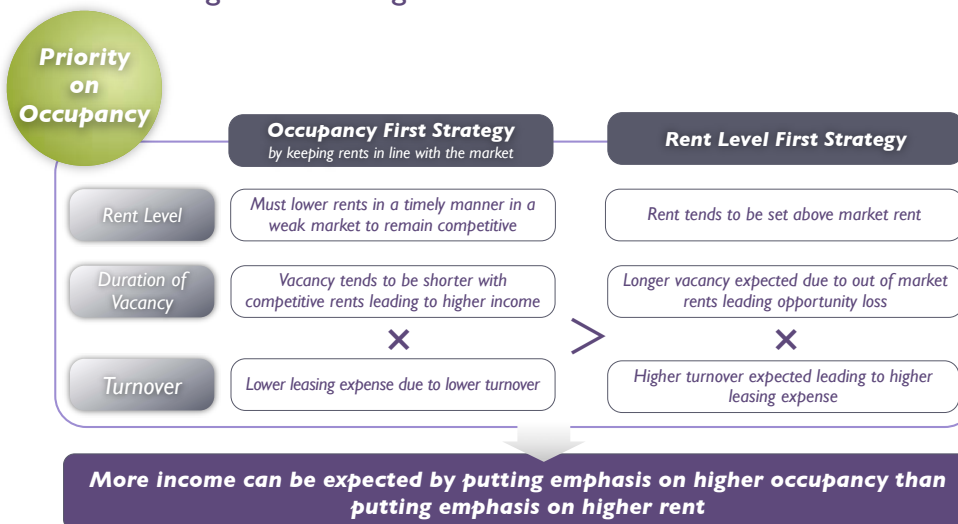 Priority
on
Occupancy
Occupancy First Strategy
by keeping rents in line with the market
Rent Level First Strategy
Rent Level
Must lower rents in a timely manner in a
weak market to remain competitive
Rent tends to be set above market rent
Duration of
Vacancy
Vacancy tends to be shorter with
competitive rents leading to higher income
Longer vacancy expected due to out of market
rents leading opportunity loss
×
>
×
Turnover
Lower leasing expense due to lower turnover
Higher turnover expected leading to higher
leasing expense
More income can be expected by putting emphasis on higher occupancy than
putting emphasis on higher rent